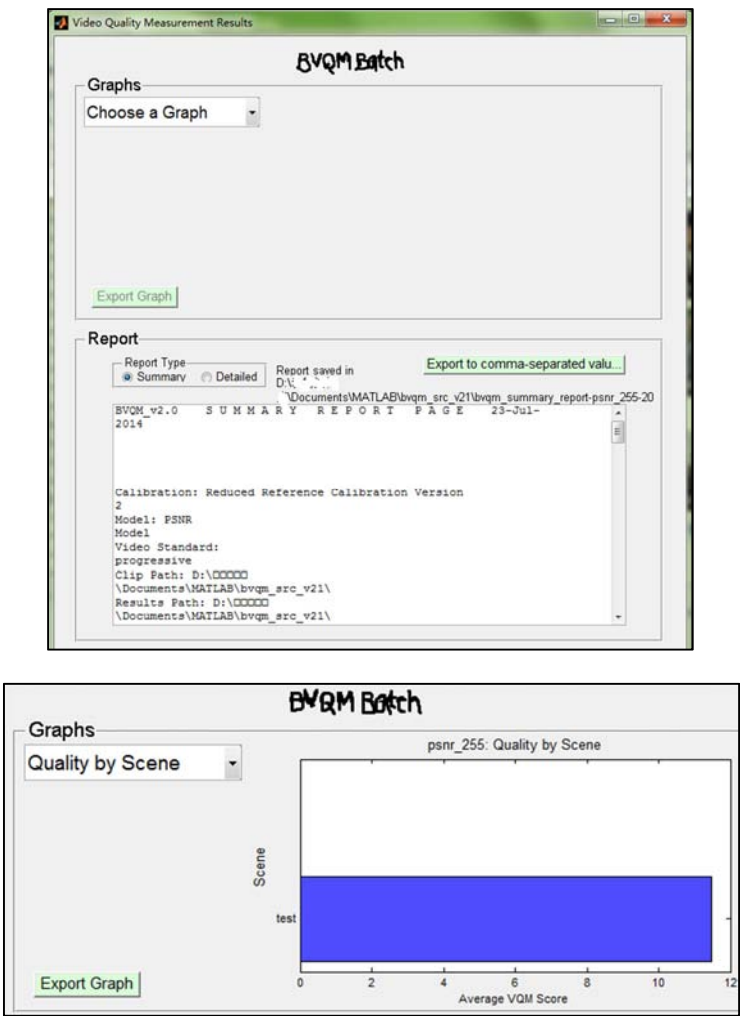 Video Quality Measurement Results
BVQM Batch
Graphs
Choose a Graph
Export Graph
Report
Report Type
Summary Detailed
Report saved in
Export to comma-separated valu...
D:\
\Documents\MATLAB\bvqm_src_v21\bvqm_summary_report-psnr_255-20
BVQM_v2.0 S U M M A R Y R E P O R T P A G E 23-Jul-
2014
Calibration: Reduced Reference Calibration Version
2
Model: PSNR
Model
Video Standard:
progressive
Clip Path: D:\□□□□□
\Documents\MATLAB\bvqm_src_v21\
Results Path: D:\□□□□□
\Documents\MATLAB\bvqm_src_v21\
BVQM Batch
Graphs
Quality by Scene
psnr_255: Quality by Scene
Scene
test
0 2 4 6 8 10 12
Average VQM Score
Export Graph